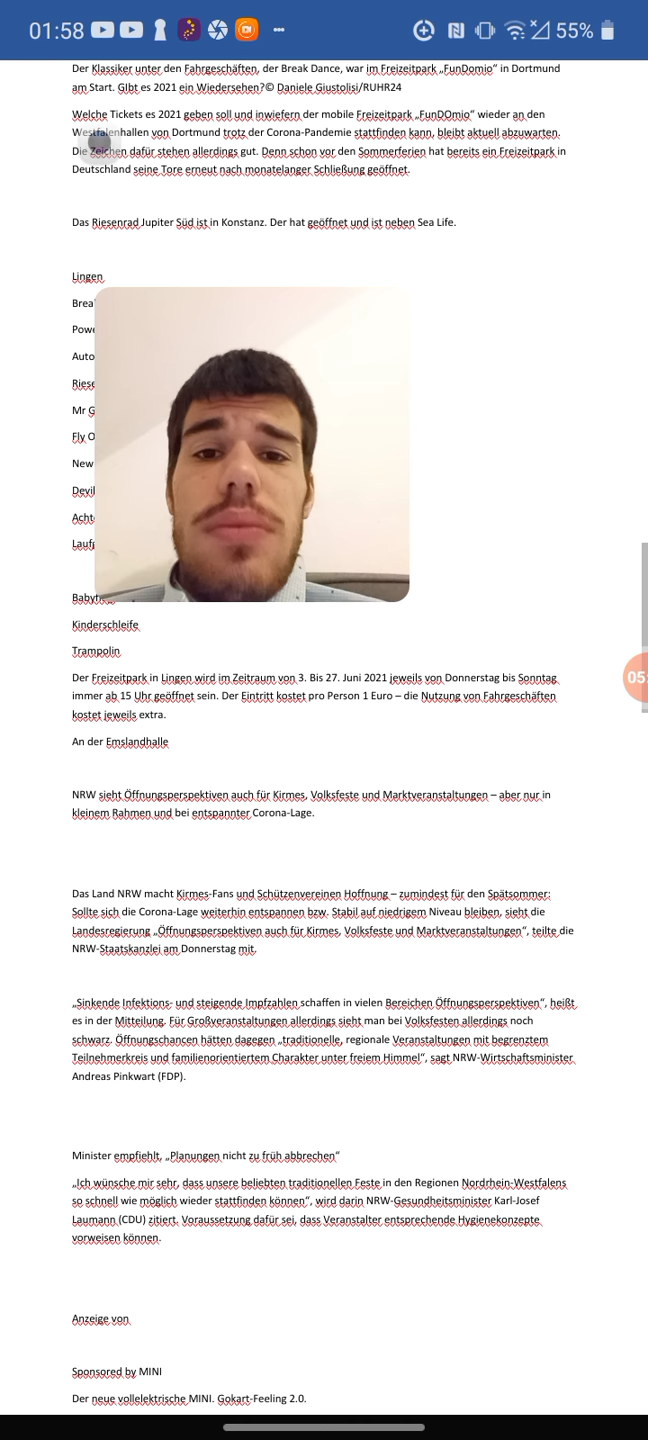 01:58
55%
Der Klassiker unter den Fahrgeschäften, der Break Dance, war im Freizeitpark „FunDomio“ in Dortmund
am Start. GIbt es 2021 ein Wiedersehen?© Daniele Giustolisi/RUHR24
Welche Tickets es 2021 geben soll und inwiefern der mobile Freizeitpark „FunDOmio“ wieder an den
Westfalenhallen von Dortmund trotz der Corona-Pandemie stattfinden kann, bleibt aktuell abzuwarten.
Die Zeichen dafür stehen allerdings gut. Denn schon vor den Sommerferien hat bereits ein Freizeitpark in
Deutschland seine Tore erneut nach monatelanger Schließung geöffnet.
Das Riesenrad Jupiter Süd ist in Konstanz. Der hat geöffnet und ist neben Sea Life.
Lingen
Auto
Mr
Fly
New
Kinderschleife
Trampolin
Der Freizeitpark in Lingen wird im Zeitraum von 3. Bis 27. Juni 2021 jeweils von Donnerstag bis Sonntag
immer ab 15 Uhr geöffnet sein. Der Eintritt kostet pro Person 1 Euro – die Nutzung von Fahrgeschäften
kostet jeweils extra.
An der Emslandhalle
NRW sieht Öffnungsperspektiven auch für Kirmes, Volksfeste und Marktveranstaltungen – aber nur in
kleinem Rahmen und bei entspannter Corona-Lage.
Das Land NRW macht Kirmes-Fans und Schützenvereinen Hoffnung – zumindest für den Spätsommer:
Sollte sich die Corona-Lage weiterhin entspannen bzw. Stabil auf niedrigem Niveau bleiben, sieht die
Landesregierung „Öffnungsperspektiven auch für Kirmes, Volksfeste und Marktveranstaltungen“, teilte die
NRW-Staatskanzlei am Donnerstag mit.
„Sinkende Infektions- und steigende Impfzahlen schaffen in vielen Bereichen Öffnungsperspektiven“, heißt
es in der Mitteilung. Für Großveranstaltungen allerdings sieht man bei Volksfesten allerdings noch
schwarz. Öffnungschancen hätten dagegen „traditionelle, regionale Veranstaltungen mit begrenztem
Teilnehmerkreis und familienorientiertem Charakter unter freiem Himmel“, sagt NRW-Wirtschaftsminister
Andreas Pinkwart (FDP).
Minister empfiehlt, „Planungen nicht zu früh abbrechen“
„Ich wünsche mir sehr, dass unsere beliebten traditionellen Feste in den Regionen Nordrhein-Westfalens
so schnell wie möglich wieder stattfinden können“, wird darin NRW-Gesundheitsminister Karl-Josef
Laumann (CDU) zitiert. Voraussetzung dafür sei, dass Veranstalter entsprechende Hygienekonzepte
vorweisen können.
Anzeige von
Sponsored by MINI
Der neue vollelektrische MINI. Gokart-Feeling 2.0.